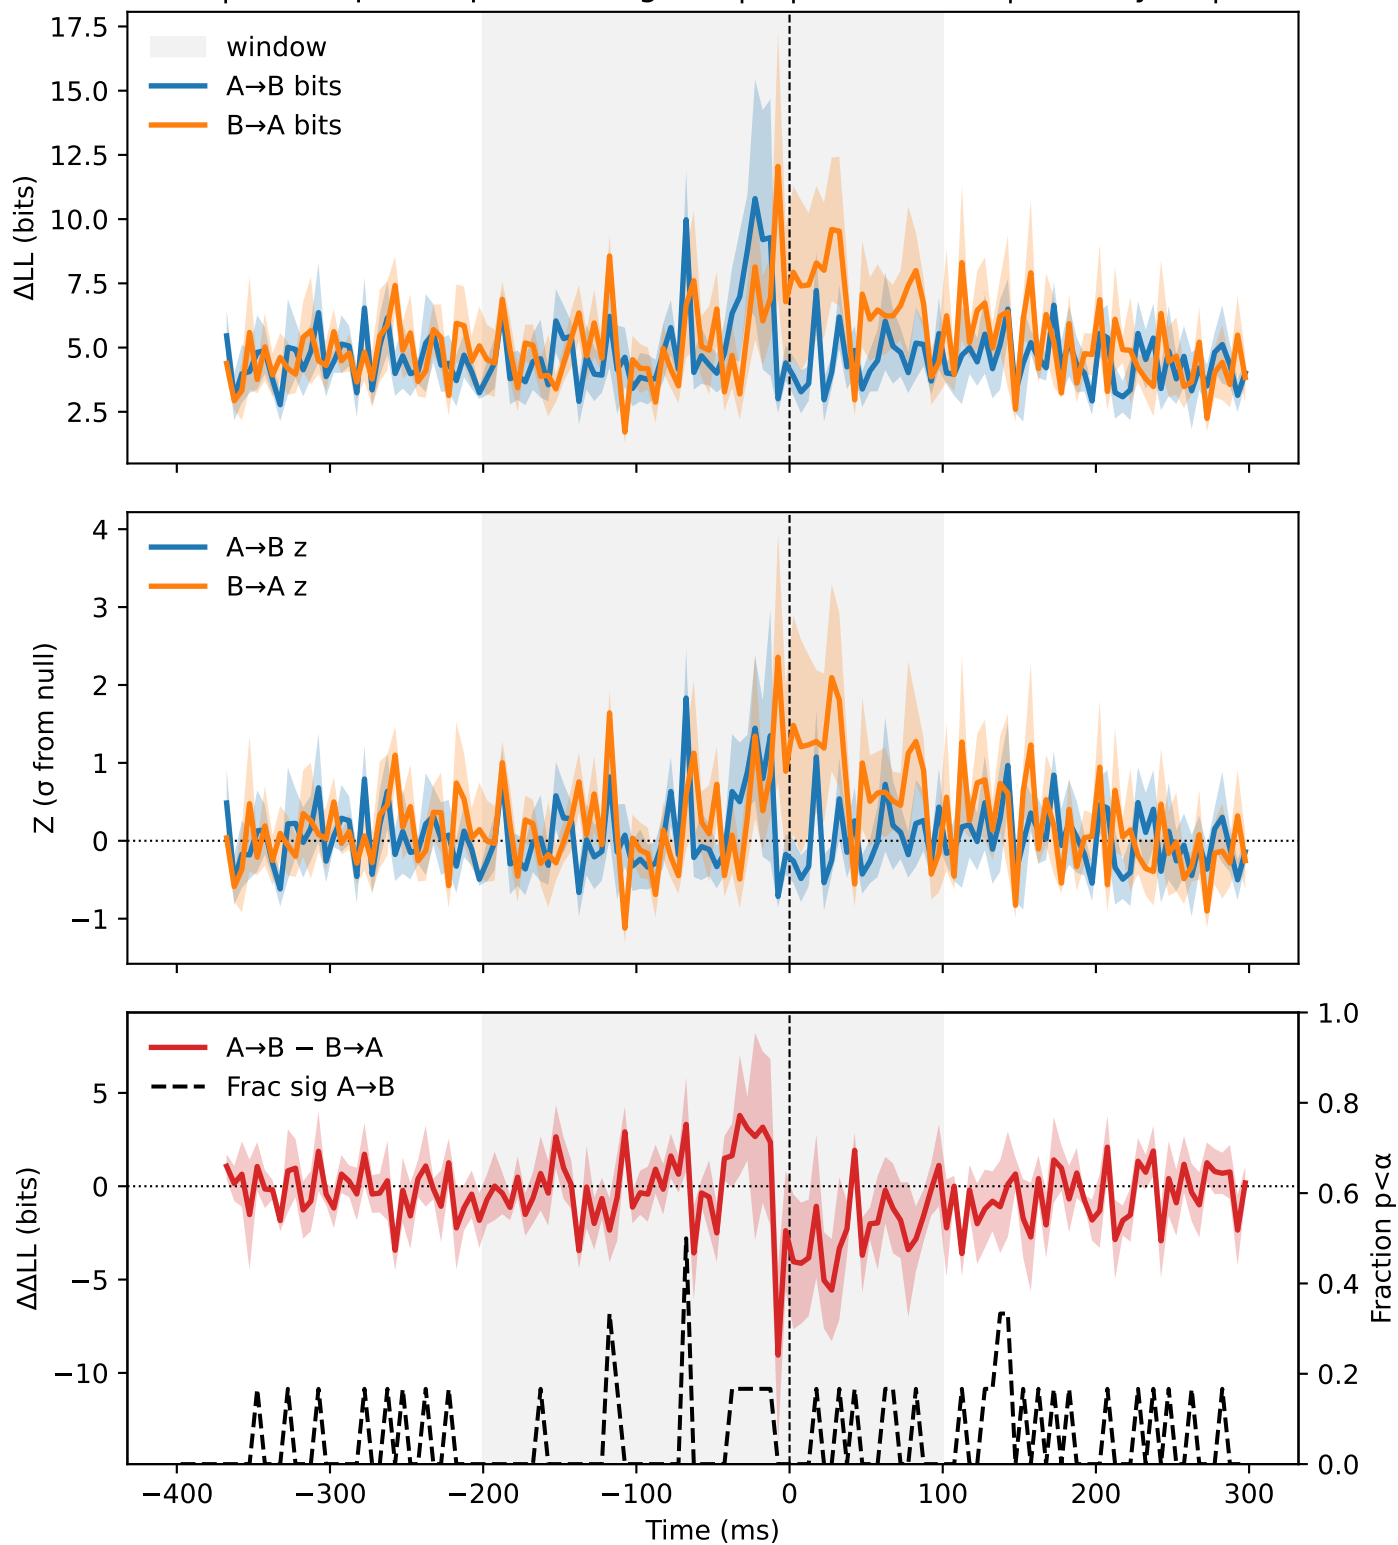 17.5
15.0
12.5
10.0
7.5
5.0
2.5
ΔLL (bits)
window
A→B bits
B→A bits
4
3
2
1
0
−1
Z (σ from null)
A→B z
B→A z
5
0
−5
−10
ΔΔLL (bits)
A→B − B→A
Frac sig A→B
1.0
0.8
0.6
0.4
0.2
0.0
Fraction p<α
−400 −300 −200 −100 0 100 200 300
Time (ms)